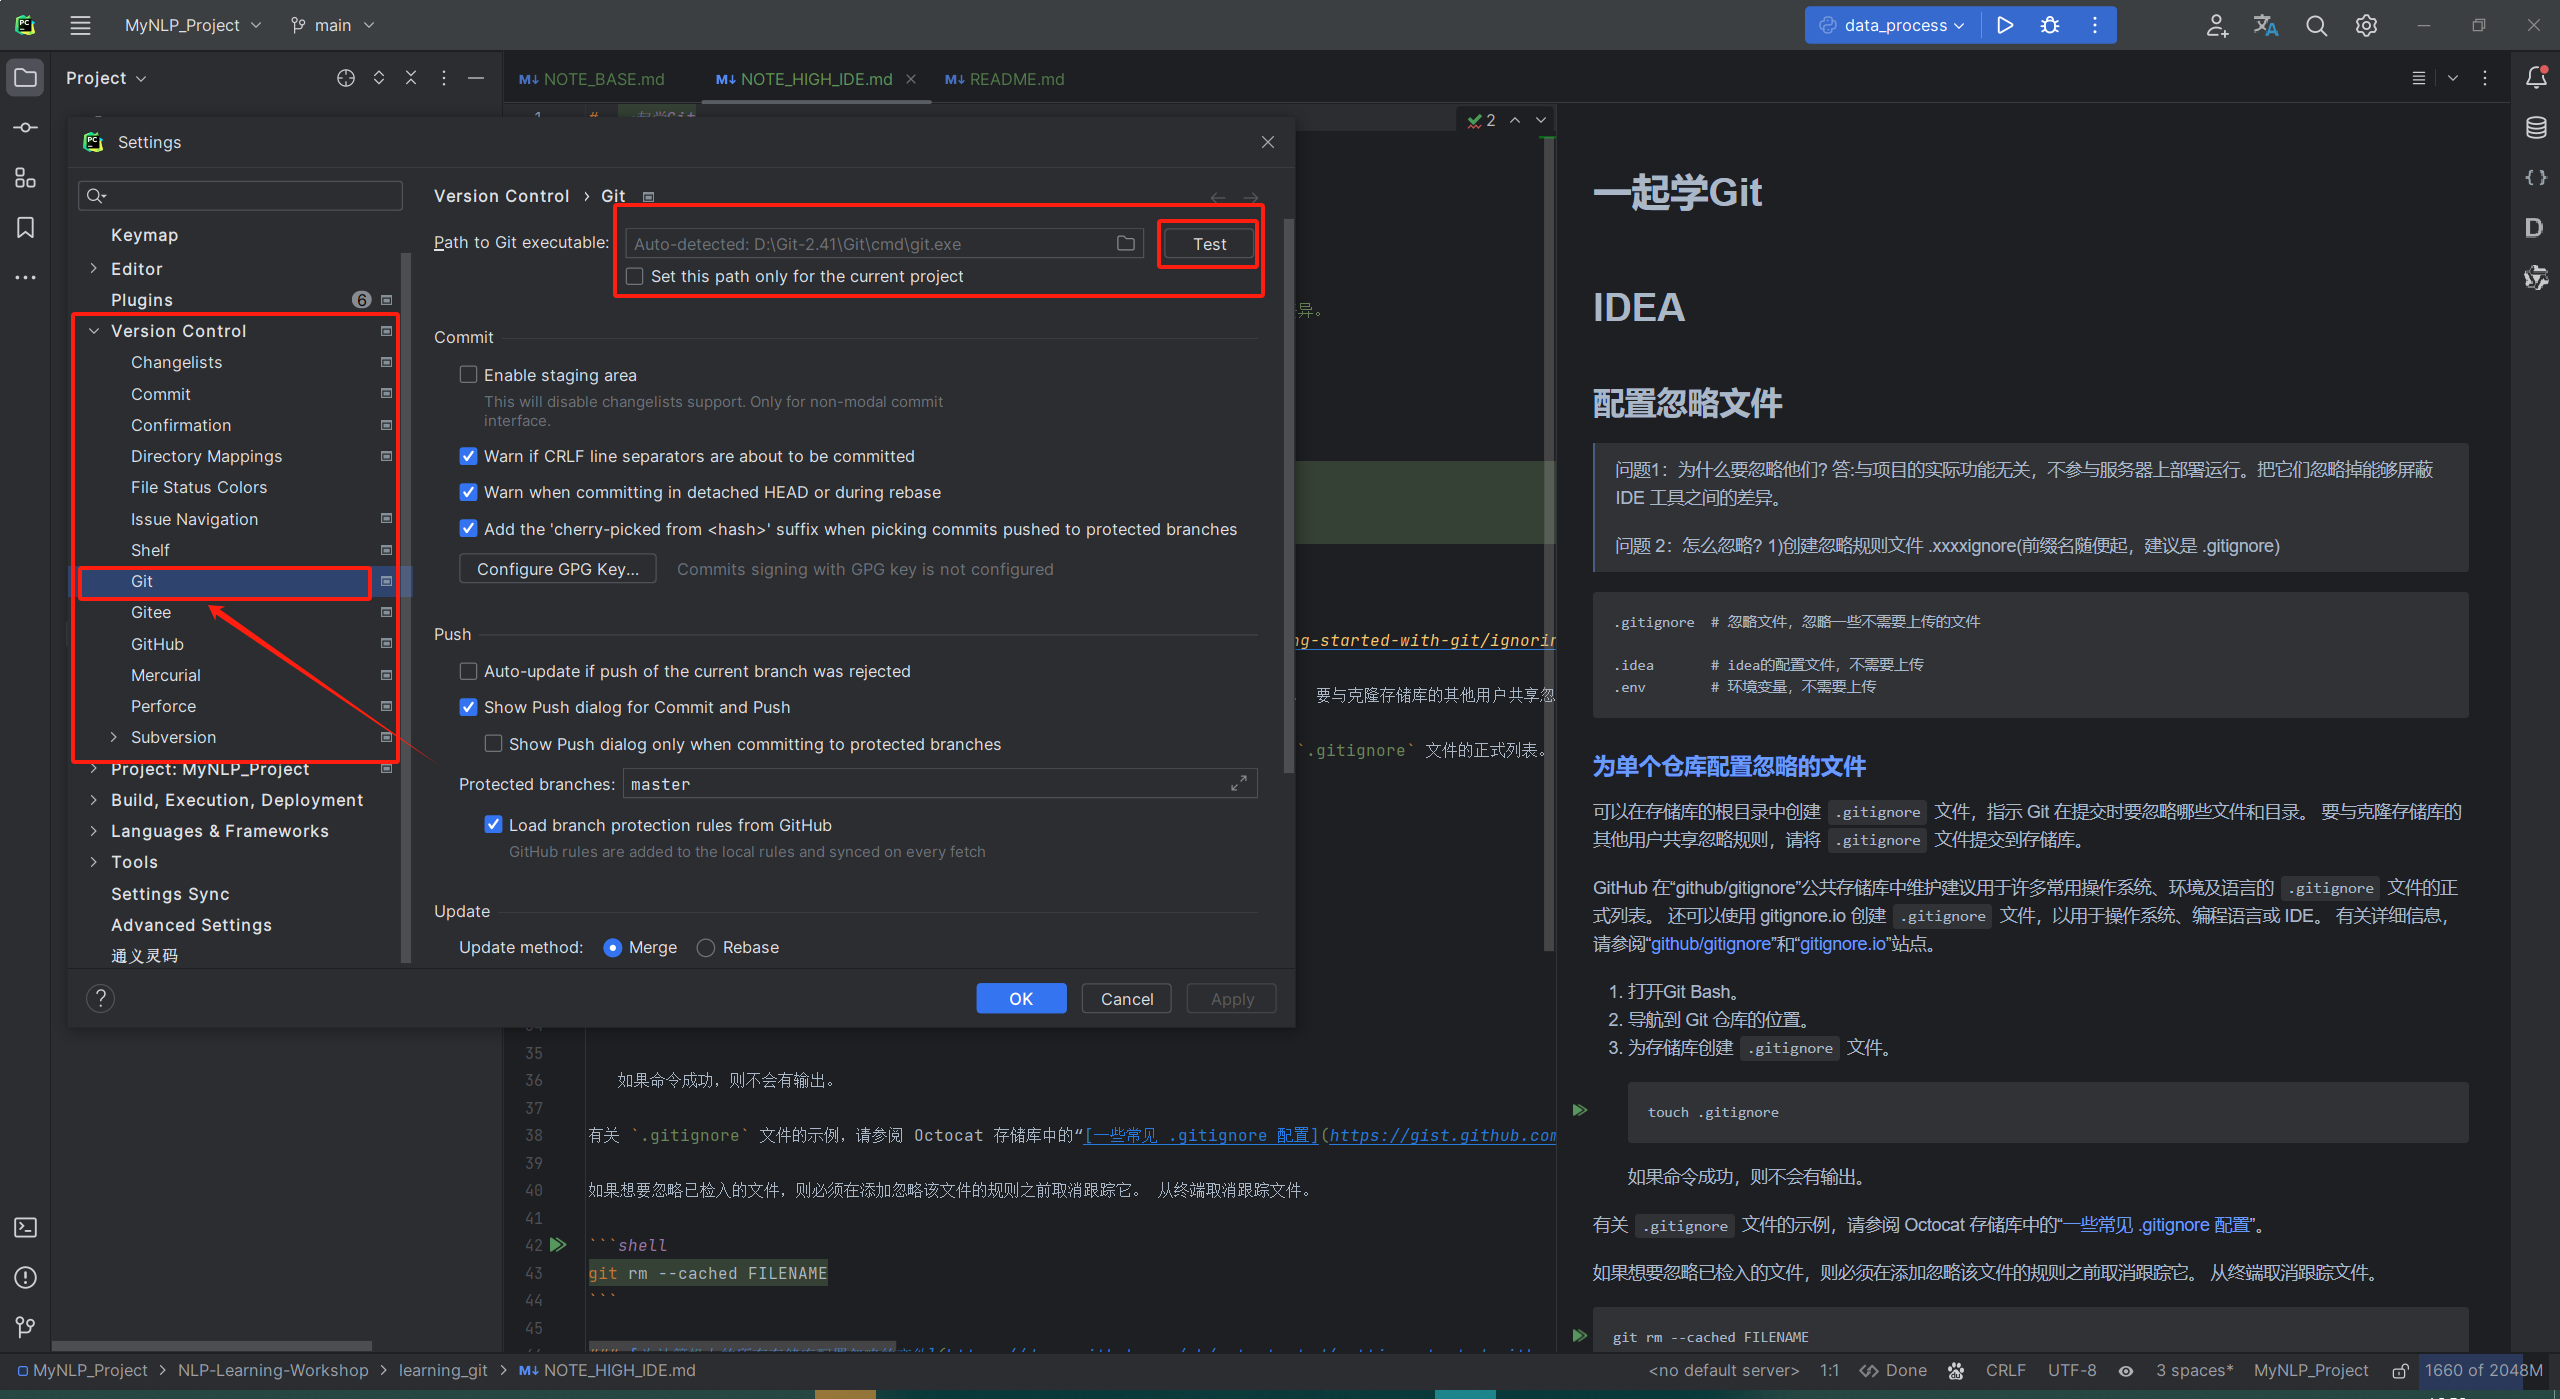 MyNLP_Project
main
data_process
Project
NOTE_BASE.md
NOTE_HIGH_IDE.md
README.md
1
2
Settings
Keymap
Editor
Plugins 6
Version Control
Changelists
Commit
Confirmation
Directory Mappings
File Status Colors
Issue Navigation
Shelf
Git
Gitee
GitHub
Mercurial
Perforce
Subversion
Project: MyNLP_Project
Build, Execution, Deployment
Languages & Frameworks
Tools
Settings Sync
Advanced Settings
通义灵码
Version Control › Git
Path to Git executable: Auto-detected: D:\Git-2.41\Git\cmd\git.exe Test
Set this path only for the current project
Commit
Enable staging area
This will disable changelists support. Only for non-modal commit
interface.
Warn if CRLF line separators are about to be committed
Warn when committing in detached HEAD or during rebase
Add the 'cherry-picked from <hash>' suffix when picking commits pushed to protected branches
Configure GPG Key... Commits signing with GPG key is not configured
Push
Auto-update if push of the current branch was rejected
Show Push dialog for Commit and Push
Show Push dialog only when committing to protected branches
Protected branches: master
Load branch protection rules from GitHub
GitHub rules are added to the local rules and synced on every fetch
Update
Update method: Merge Rebase
? OK Cancel Apply
异。
ng-started-with-git/ignorin
要与克隆存储库的其他用户共享忽
`.gitignore` 文件的正式列表。
35
36 如果命令成功，则不会有输出。
37
38 有关 `.gitignore` 文件的示例，请参阅 Octocat 存储库中的“[一些常见 .gitignore 配置](https://gist.github.com
39
40 如果想要忽略已检入的文件，则必须在添加忽略该文件的规则之前取消跟踪它。 从终端取消跟踪文件。
41
42 ```shell
43 git rm --cached FILENAME
44 ```
45
一起学Git
IDEA
配置忽略文件
问题1：为什么要忽略他们? 答:与项目的实际功能无关，不参与服务器上部署运行。把它们忽略掉能够屏蔽
IDE 工具之间的差异。
问题 2：怎么忽略? 1)创建忽略规则文件 .xxxxignore(前缀名随便起，建议是 .gitignore)
.gitignore # 忽略文件，忽略一些不需要上传的文件
.idea # idea的配置文件，不需要上传
.env # 环境变量，不需要上传
为单个仓库配置忽略的文件
可以在存储库的根目录中创建 .gitignore 文件，指示 Git 在提交时要忽略哪些文件和目录。 要与克隆存储库的
其他用户共享忽略规则，请将 .gitignore 文件提交到存储库。
GitHub 在“github/gitignore”公共存储库中维护建议用于许多常用操作系统、环境及语言的 .gitignore 文件的正
式列表。 还可以使用 gitignore.io 创建 .gitignore 文件，以用于操作系统、编程语言或 IDE。 有关详细信息，
请参阅“github/gitignore”和“gitignore.io”站点。
1. 打开Git Bash。
2. 导航到 Git 仓库的位置。
3. 为存储库创建 .gitignore 文件。
touch .gitignore
如果命令成功，则不会有输出。
有关 .gitignore 文件的示例，请参阅 Octocat 存储库中的“一些常见 .gitignore 配置”。
如果想要忽略已检入的文件，则必须在添加忽略该文件的规则之前取消跟踪它。 从终端取消跟踪文件。
git rm --cached FILENAME
MyNLP_Project › NLP-Learning-Workshop › learning_git › NOTE_HIGH_IDE.md
<no default server> 1:1 Done CRLF UTF-8 3 spaces* MyNLP_Project 1660 of 2048M